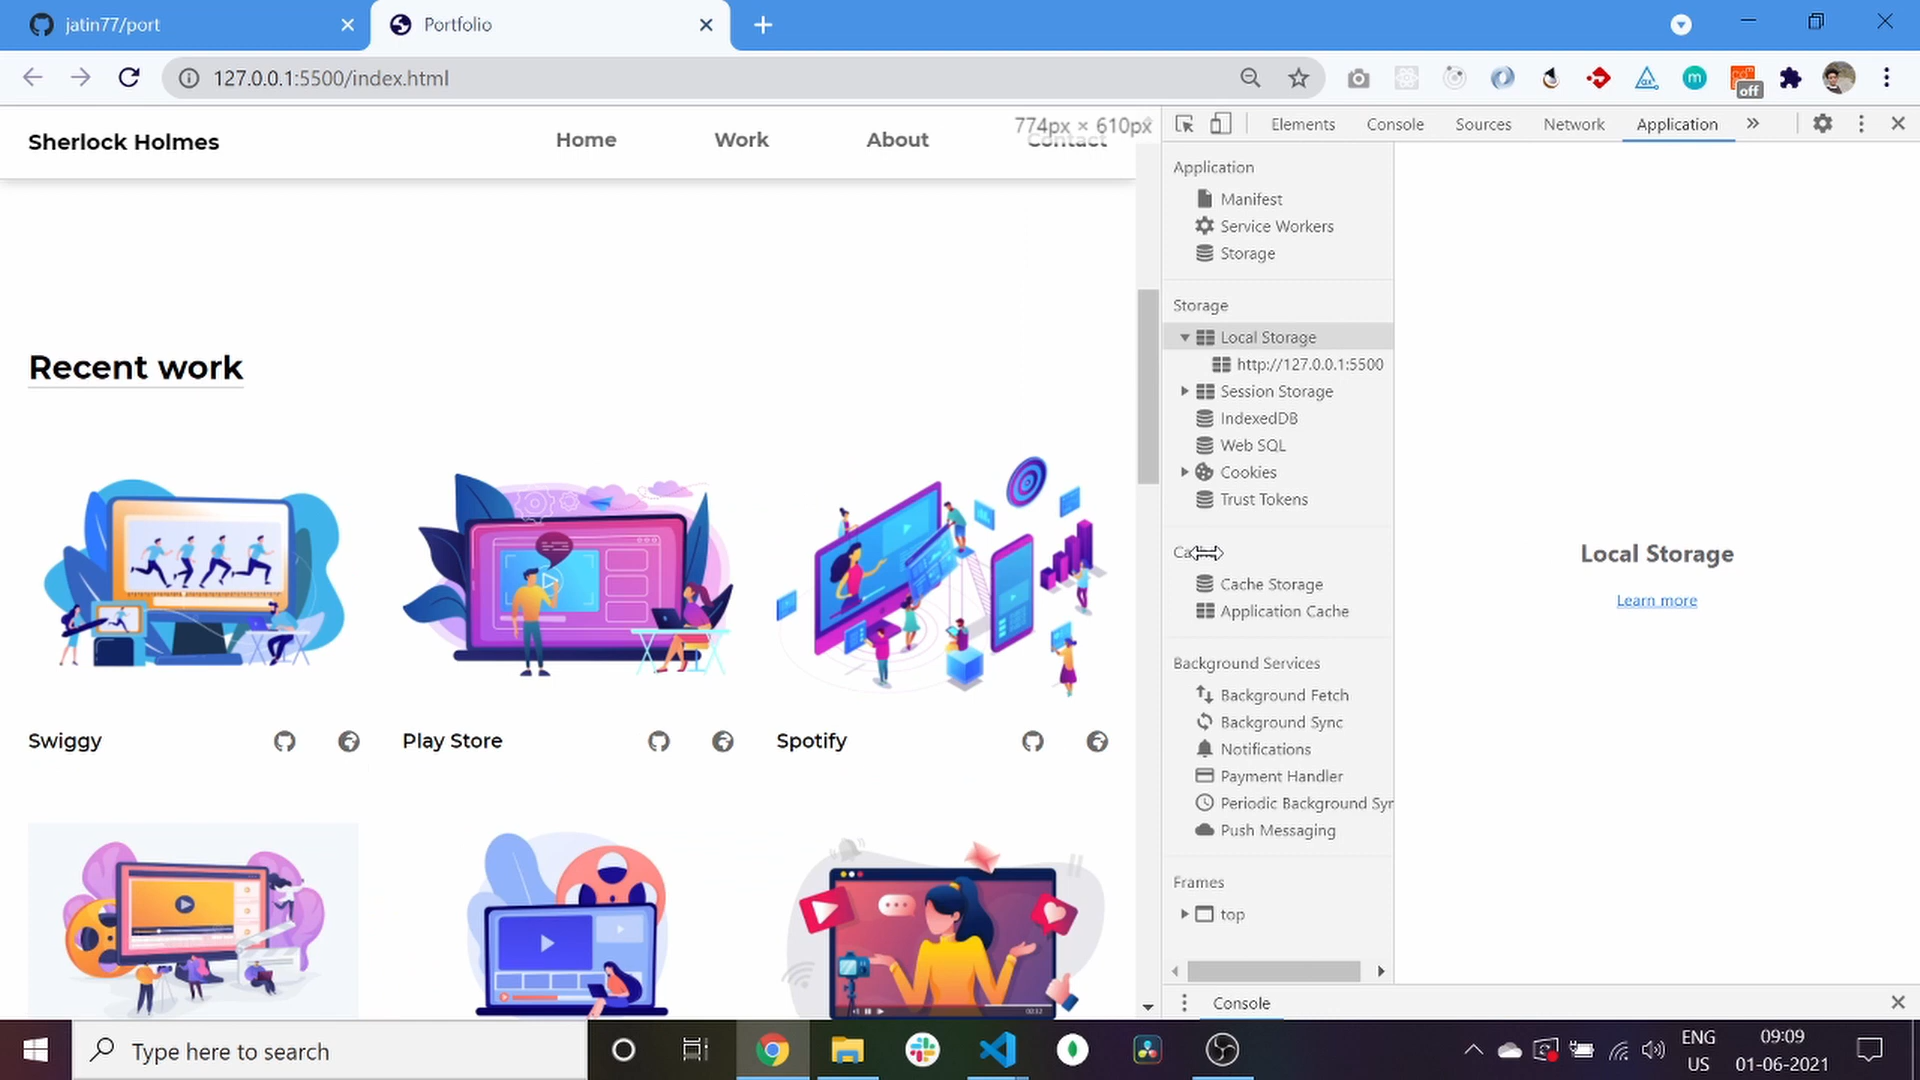 jatin77/port
Portfolio
127.0.0.1:5500/index.html
off
Sherlock Holmes
Home
Work
About
Contact
774px × 610px
Elements
Console
Sources
Network
Application
Application
Manifest
Service Workers
Storage
Storage
Local Storage
http://127.0.0.1:5500
Session Storage
IndexedDB
Web SQL
Cookies
Trust Tokens
Ca
Cache Storage
Application Cache
Background Services
Background Fetch
Background Sync
Notifications
Payment Handler
Periodic Background Syn
Push Messaging
Frames
top
Local Storage
Learn more
Recent work
Swiggy
Play Store
Spotify
Console
Type here to search
ENG
US
09:09
01-06-2021